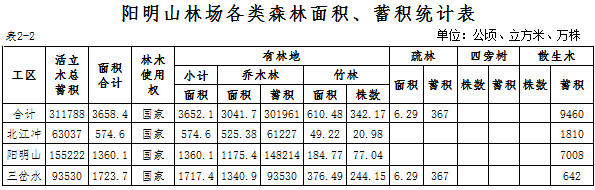 阳明山林场各类森林面积、蓄积统计表
表2-2 单位：公顷、立方米、万株
工区 活立木总蓄积 面积合计 林木使用权 有林地 疏林 四旁树 散生木
小计 乔木林 竹林
面积 面积 蓄积 面积 株数 面积 蓄积 株数 蓄积 株数 蓄积
合计 311788 3658.4 国家 3652.1 3041.7 301961 610.48 342.17 6.29 367 9460
北江冲 63037 574.6 国家 574.6 525.38 61227 49.22 20.98 1810
阳明山 155222 1360.1 国家 1360.1 1175.4 148214 184.77 77.04 7008
三岔水 93530 1723.7 国家 1717.4 1340.9 93530 376.49 244.15 6.29 367 642